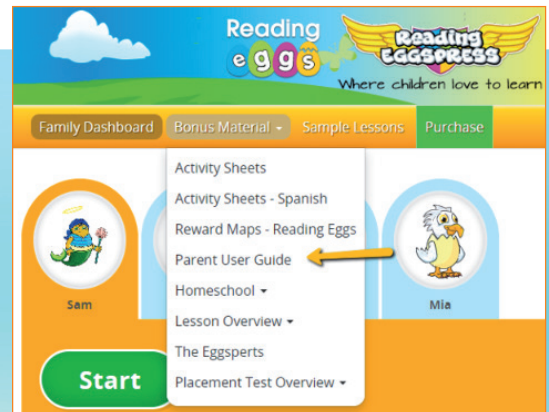 Reading
eggs
Reading
EGGSPRESS
Where children love to learn
Family Dashboard Bonus Material Sample Lessons Purchase
Activity Sheets
Activity Sheets - Spanish
Reward Maps - Reading Eggs
Parent User Guide
Homeschool
Lesson Overview
The Eggsperts
Placement Test Overview
Sam
Mia
Start